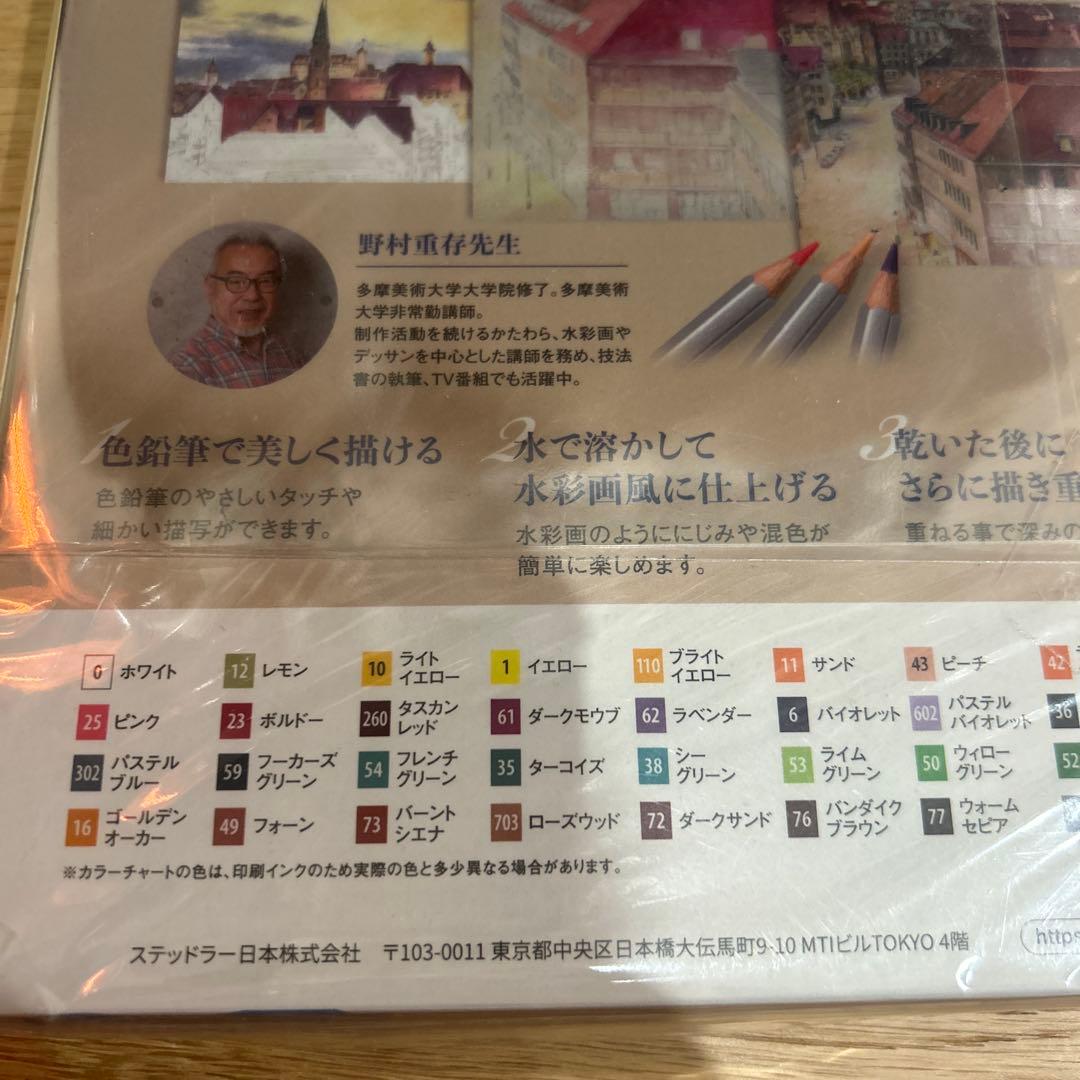 野村重存先生
多摩美術大学大学院修了。多摩美術
大学非常勤講師。
制作活動を続けるかたわら、水彩画や
デッサンを中心とした講師を務め、技法
書の執筆、TV番組でも活躍中。
1 色鉛筆で美しく描ける
色鉛筆のやさしいタッチや
細かい描写ができます。
2 水で溶かして
水彩画風に仕上げる
水彩画のようににじみや混色が
簡単に楽しめます。
3 乾いた後に
さらに描き重
重ねる事で深みの
0 ホワイト
12 レモン
10 ライト
イエロー
1 イエロー
110 ブライト
イエロー
11 サンド
43 ピーチ
42
25 ピンク
23 ボルドー
260 タスカン
レッド
61 ダークモウブ
62 ラベンダー
6 バイオレット
602 パステル
バイオレット
36
302 パステル
ブルー
59 フーカーズ
グリーン
54 フレンチ
グリーン
35 ターコイズ
38 シー
グリーン
53 ライム
グリーン
50 ウィロー
グリーン
52
16 ゴールデン
オーカー
49 フォーン
73 バーント
シエナ
703 ローズウッド
72 ダークサンド
76 バンダイク
ブラウン
77 ウォーム
セピア
※カラーチャートの色は、印刷インクのため実際の色と多少異なる場合があります。
ステッドラー日本株式会社 〒103-0011 東京都中央区日本橋大伝馬町9-10 MTIビルTOKYO 4階
https